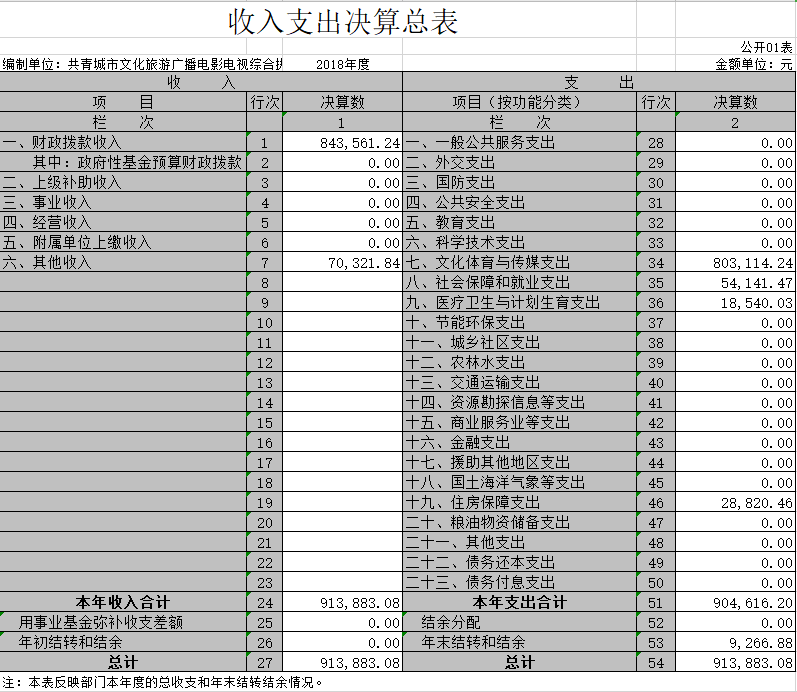 收入支出决算总表
公开01表
编制单位：共青城市文化旅游广播电影电视综合执 2018年度 金额单位：元
收 入 支 出
项 目 行次 决算数 项目（按功能分类） 行次 决算数
栏 次 1 栏 次 2
一、财政拨款收入 1 843,561.24 一、一般公共服务支出 28 0.00
其中：政府性基金预算财政拨款 2 0.00 二、外交支出 29 0.00
二、上级补助收入 3 0.00 三、国防支出 30 0.00
三、事业收入 4 0.00 四、公共安全支出 31 0.00
四、经营收入 5 0.00 五、教育支出 32 0.00
五、附属单位上缴收入 6 0.00 六、科学技术支出 33 0.00
六、其他收入 7 70,321.84 七、文化体育与传媒支出 34 803,114.24
8 八、社会保障和就业支出 35 54,141.47
9 九、医疗卫生与计划生育支出 36 18,540.03
10 十、节能环保支出 37 0.00
11 十一、城乡社区支出 38 0.00
12 十二、农林水支出 39 0.00
13 十三、交通运输支出 40 0.00
14 十四、资源勘探信息等支出 41 0.00
15 十五、商业服务业等支出 42 0.00
16 十六、金融支出 43 0.00
17 十七、援助其他地区支出 44 0.00
18 十八、国土海洋气象等支出 45 0.00
19 十九、住房保障支出 46 28,820.46
20 二十、粮油物资储备支出 47 0.00
21 二十一、其他支出 48 0.00
22 二十二、债务还本支出 49 0.00
23 二十三、债务付息支出 50 0.00
本年收入合计 24 913,883.08 本年支出合计 51 904,616.20
用事业基金弥补收支差额 25 0.00 结余分配 52 0.00
年初结转和结余 26 0.00 年末结转和结余 53 9,266.88
总计 27 913,883.08 总计 54 913,883.08
注：本表反映部门本年度的总收支和年末结转结余情况。